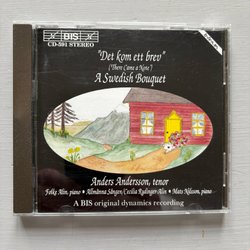 BIS
CD-591 STEREO
"Det kom ett brev"
('There Came a Note')
A Swedish Bouquet
Anders Andersson, tenor
Folke Alin, piano • Allmänna Sången/Cecilia Rydinger-Alin • Mats Nilsson, piano
A BIS original dynamics recording